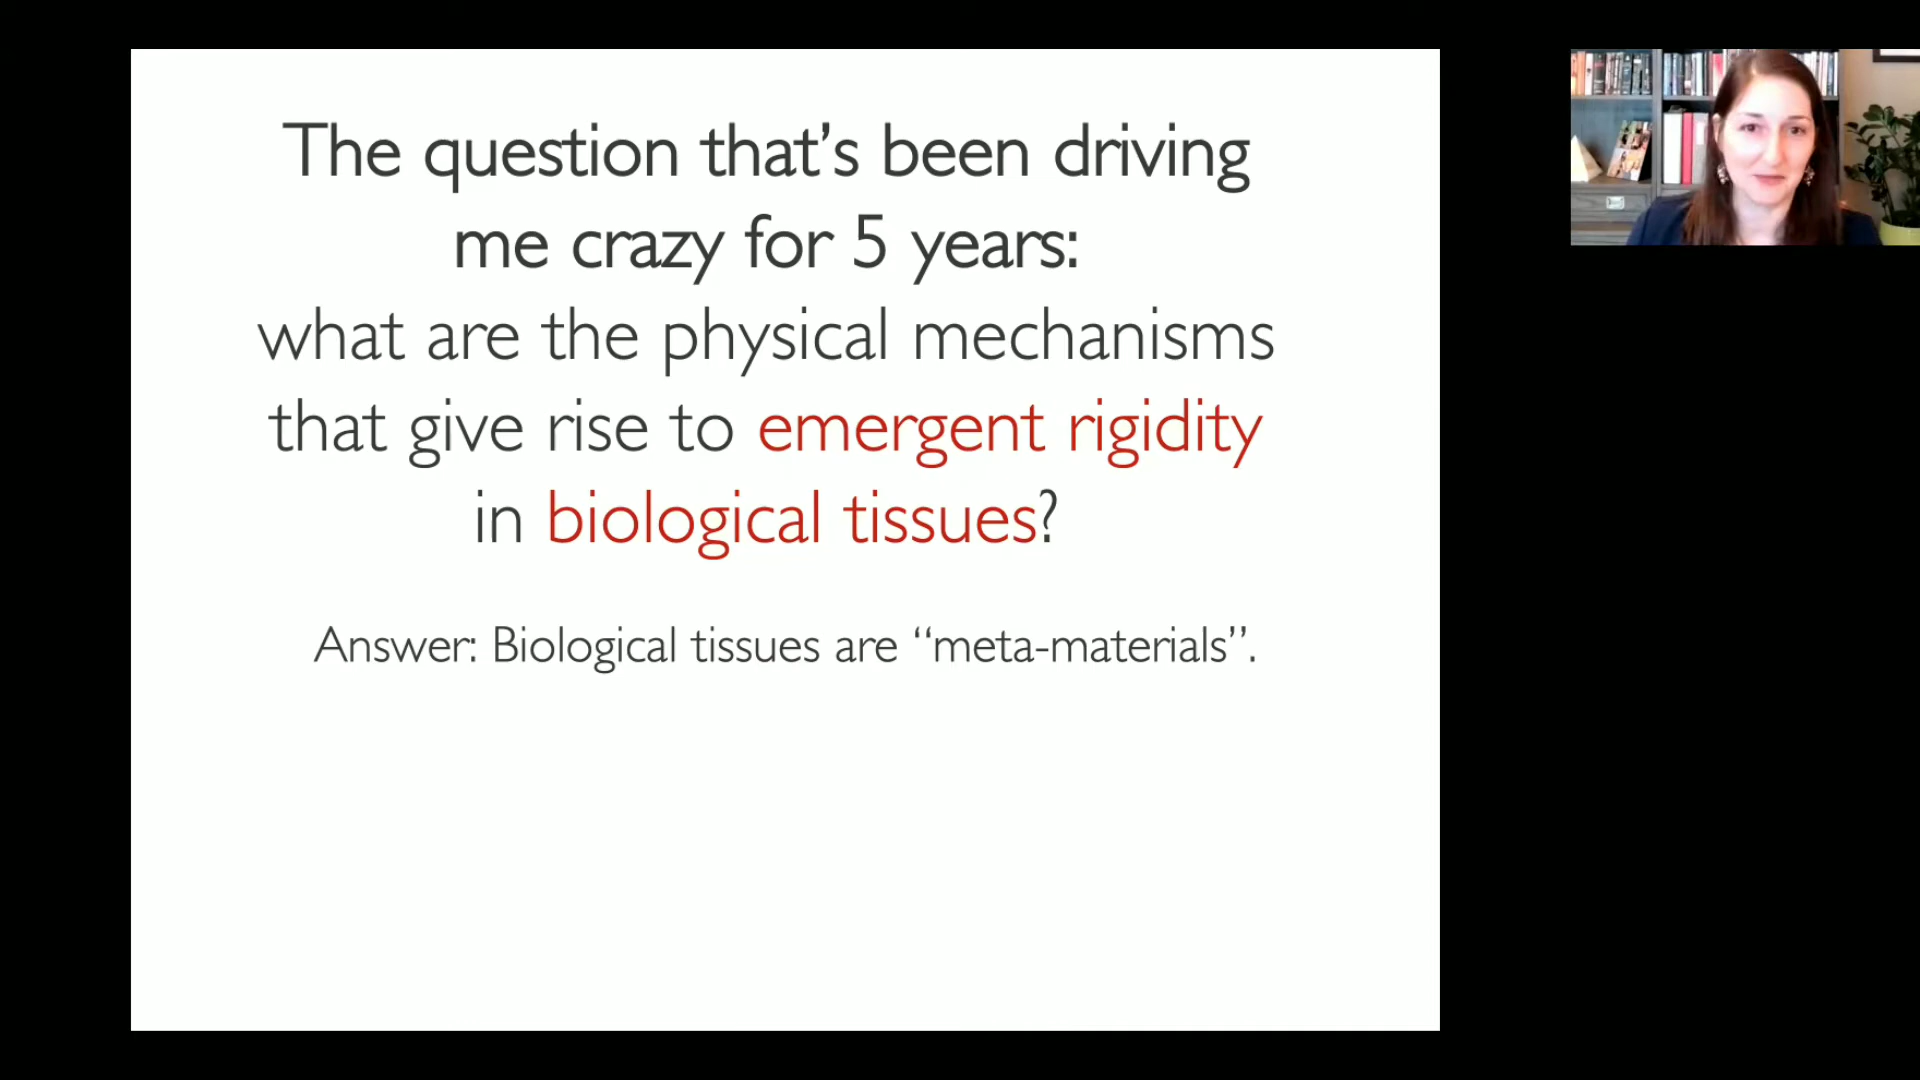 The question that’s been driving
me crazy for 5 years:
what are the physical mechanisms
that give rise to emergent rigidity
in biological tissues?
Answer: Biological tissues are “meta-materials”.